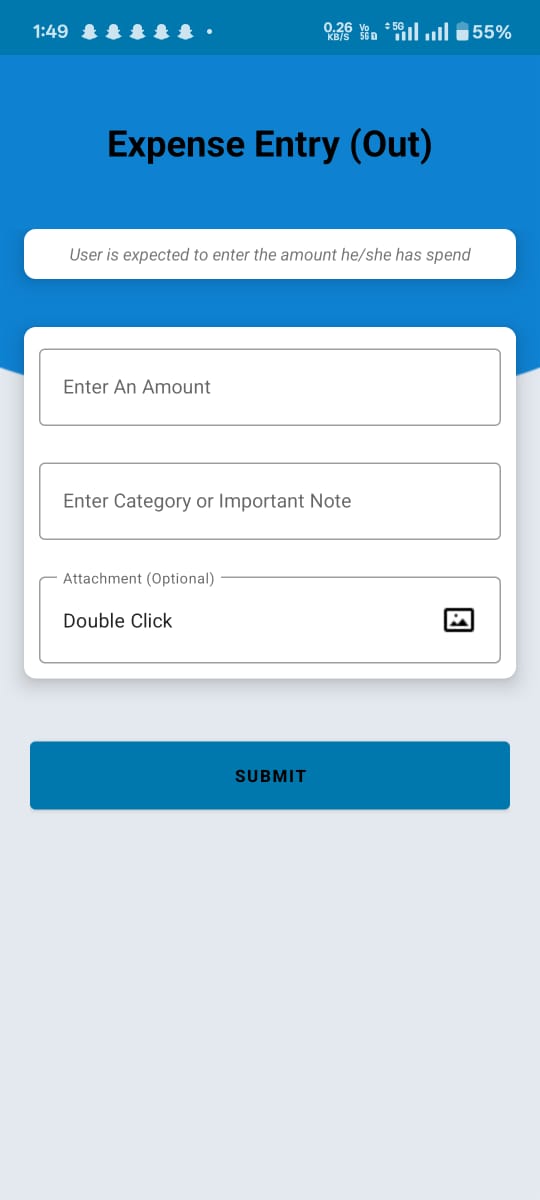 1:49 0.26 KB/S Vo 5G 5G 55%
Expense Entry (Out)
User is expected to enter the amount he/she has spend
Enter An Amount
Enter Category or Important Note
Attachment (Optional)
Double Click
SUBMIT